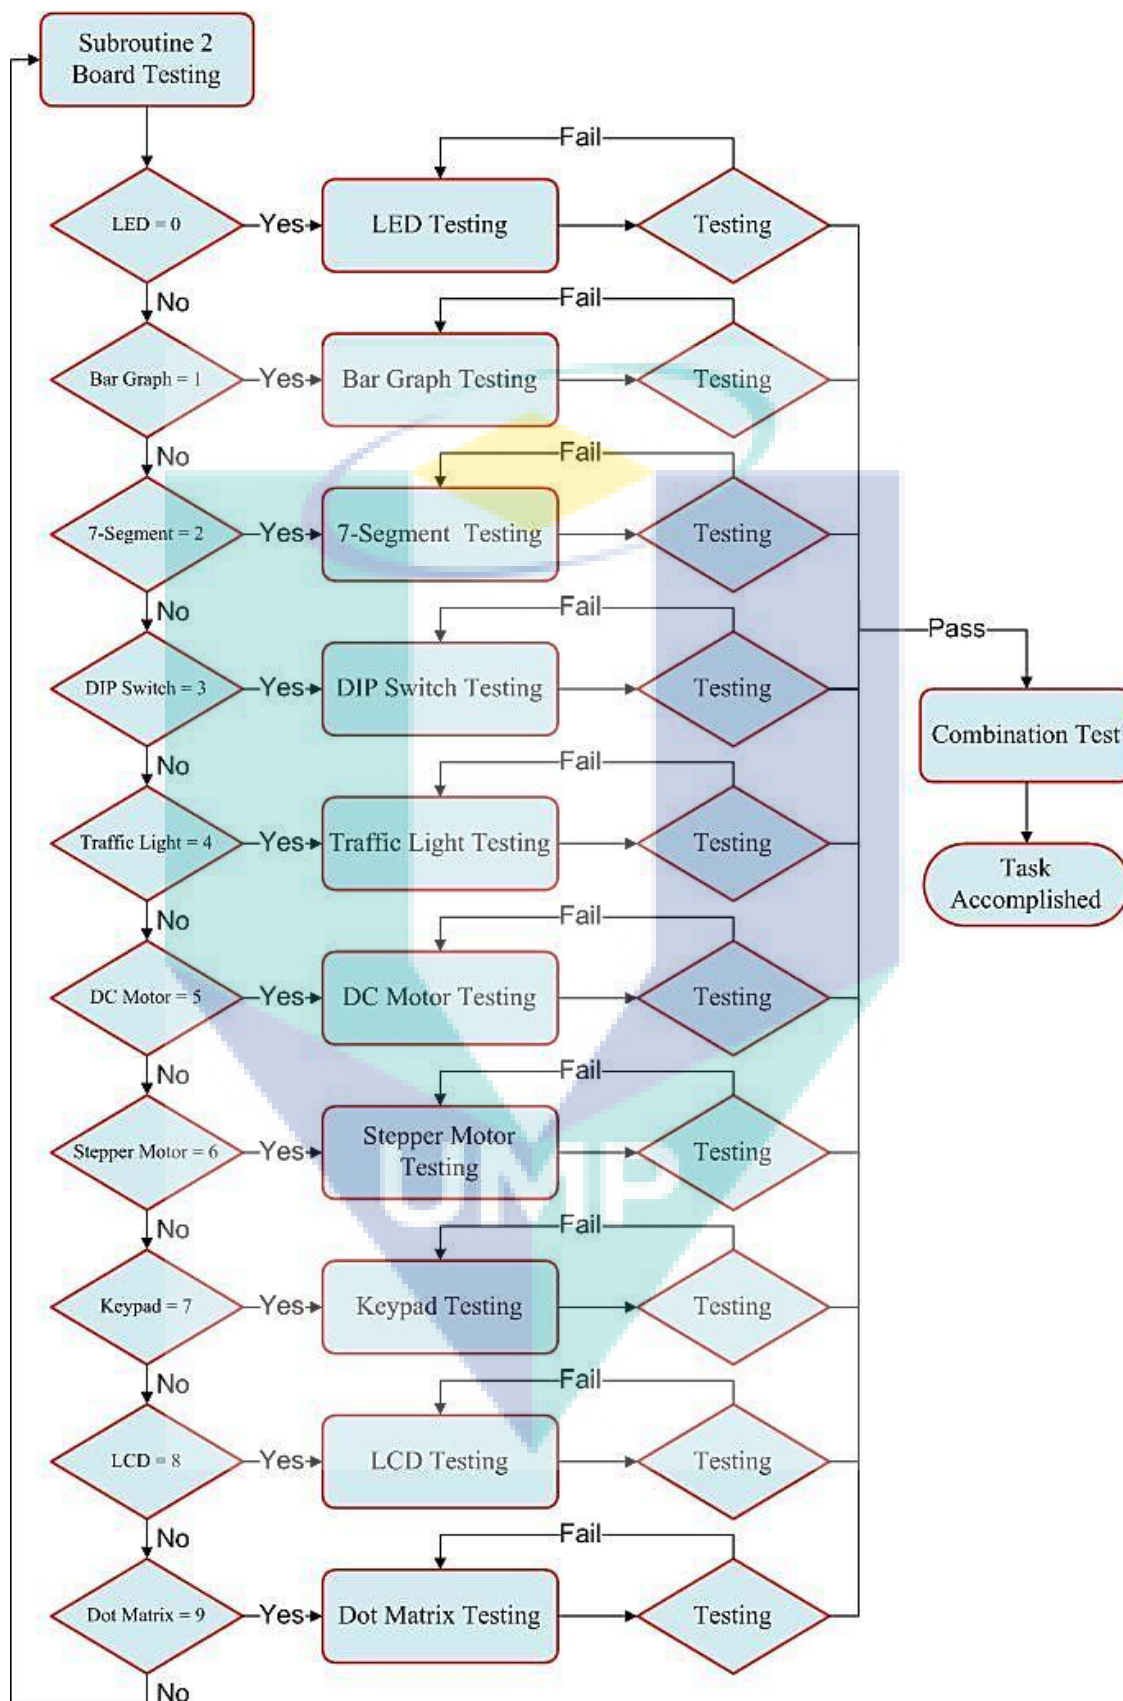 Subroutine 2
Board Testing
Fail
LED = 0
Yes
LED Testing
Testing
No
Fail
Bar Graph = 1
Yes
Bar Graph Testing
Testing
No
Fail
7-Segment = 2
Yes
7-Segment Testing
Testing
No
Fail
Pass
DIP Switch = 3
Yes
DIP Switch Testing
Testing
Combination Test
No
Fail
Traffic Light = 4
Yes
Traffic Light Testing
Testing
Task
Accomplished
No
Fail
DC Motor = 5
Yes
DC Motor Testing
Testing
No
Fail
Stepper Motor = 6
Yes
Stepper Motor
Testing
Testing
UMP
No
Fail
Keypad = 7
Yes
Keypad Testing
Testing
No
Fail
LCD = 8
Yes
LCD Testing
Testing
No
Fail
Dot Matrix = 9
Yes
Dot Matrix Testing
Testing
No